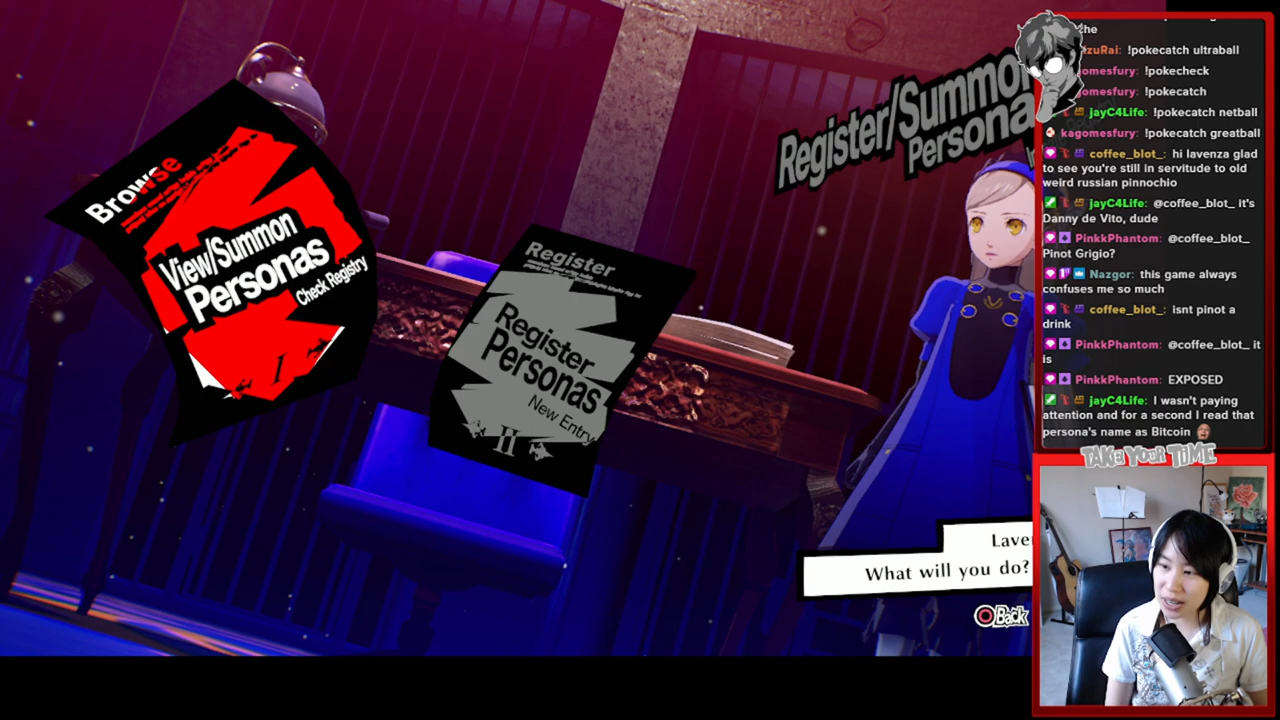 Browse
View/Summon
Personas
Check Registry
I
Register
Register
Personas
New Entry
II
Register/Summon
Persona
Laven
What will you do?
Back
the
zuRai: !pokecatch ultraball
omesfury: !pokecheck
omesfury: !pokecatch
jayC4Life: !pokecatch netball
kagomesfury: !pokecatch greatball
coffee_blot_: hi lavenza glad
to see you're still in servitude to old
weird russian pinnochio
jayC4Life: @coffee_blot_ it's
Danny de Vito, dude
PinkkPhantom: @coffee_blot_
Pinot Grigio?
Nazgor: this game always
confuses me so much
coffee_blot_: isnt pinot a
drink
PinkkPhantom: @coffee_blot_ it
is
PinkkPhantom: EXPOSED
jayC4Life: I wasn't paying
attention and for a second I read that
persona's name as Bitcoin
TAKE YOUR TIME